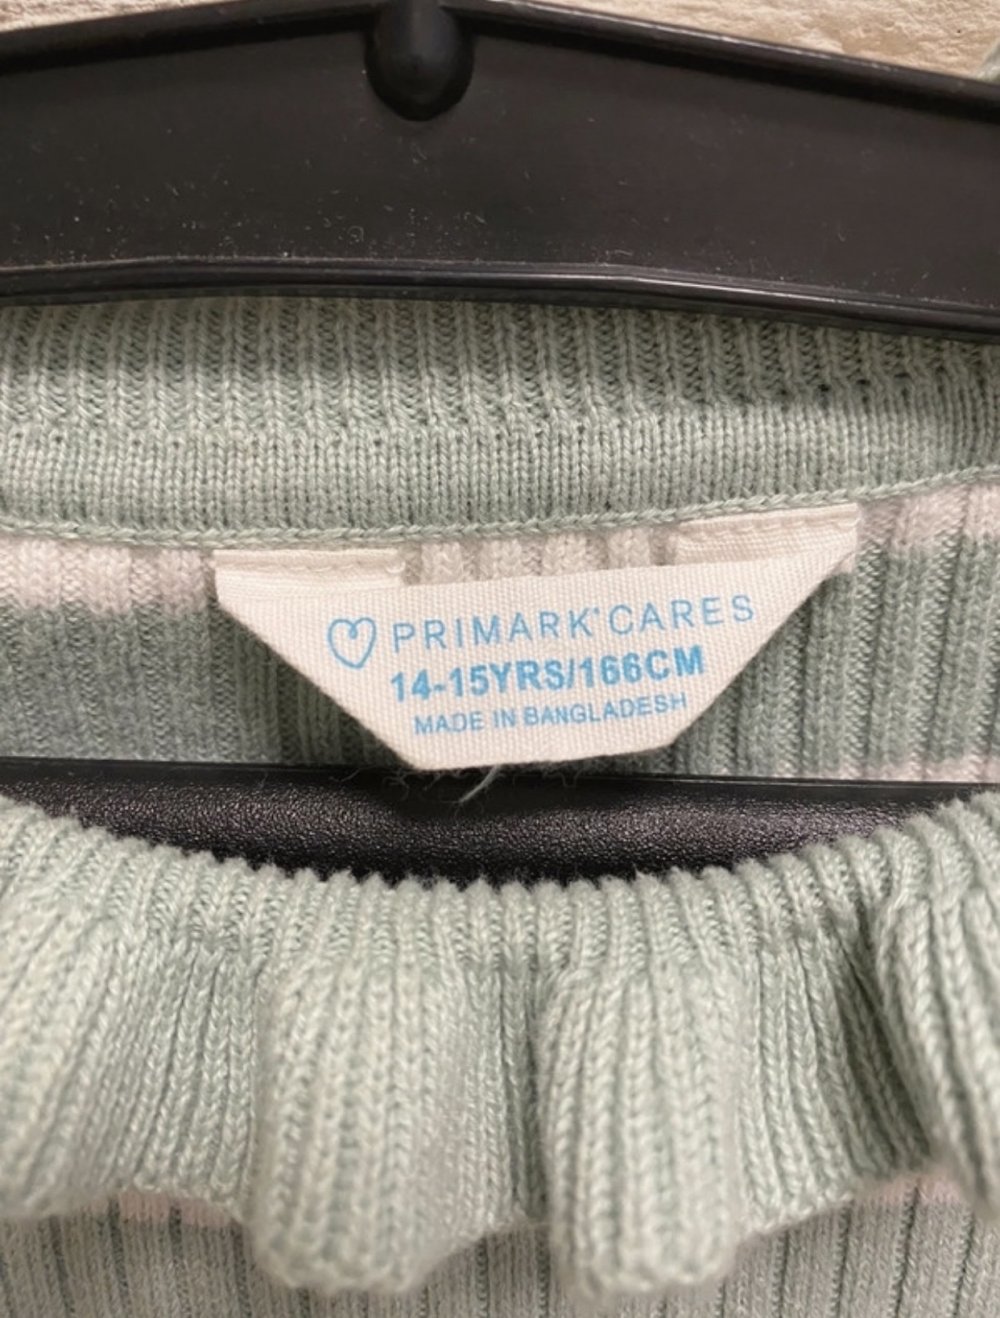 PRIMARK® CARES
14-15YRS/166CM
MADE IN BANGLADESH